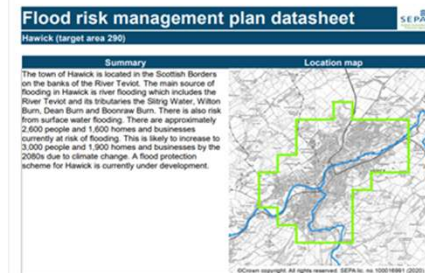 Flood risk management plan datasheet
SEPA
Hawick (target area 290)
Summary
Location map
The town of Hawick is located in the Scottish Borders
on the banks of the River Teviot. The main source of
flooding in Hawick is river flooding which includes the
River Teviot and its tributaries the Slitrig Water, Wilton
Burn, Dean Burn and Boonraw Burn. There is also risk
from surface water flooding. There are approximately
2,600 people and 1,600 homes and businesses
currently at risk of flooding. This is likely to increase to
3,000 people and 1,900 homes and businesses by the
2080s due to climate change. A flood protection
scheme for Hawick is currently under development.
©Crown copyright. All rights reserved. SEPA lic. no. 100016991 (2020).